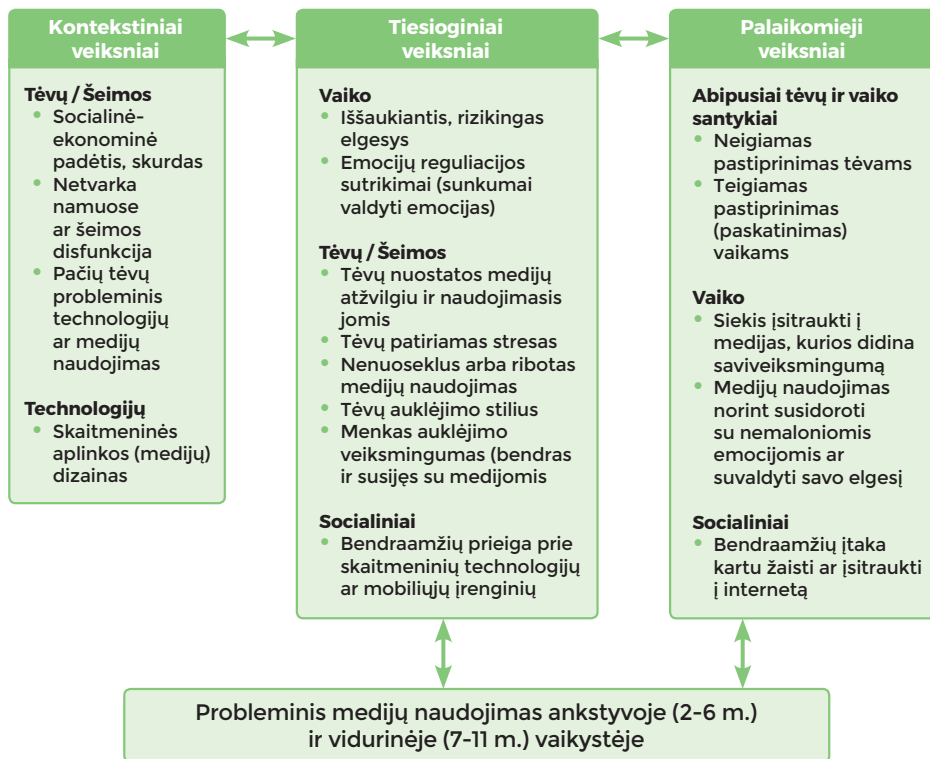 Kontekstiniai
veiksniai
Tėvų / Šeimos
• Socialinė-
ekonominė
padėtis, skurdas
• Netvarka
namuose
ar šeimos
disfunkcija
• Pačių tėvų
probleminis
technologijų
ar medijų
naudojimas
Technologijų
• Skaitmeninės
aplinkos (medijų)
dizainas
Tiesioginiai
veiksniai
Vaiko
• Iššaukiantis, rizikingas
elgesys
• Emocijų reguliacijos
sutrikimai (sunkumai
valdyti emocijas)
Tėvų / Šeimos
• Tėvų nuostatos medijų
atžvilgiu ir naudojimasis
jomis
• Tėvų patiriamas stresas
• Nenuoseklus arba ribotas
medijų naudojimas
• Tėvų auklėjimo stilius
• Menkas auklėjimo
veiksmingumas (bendras
ir susijęs su medijomis
Socialiniai
• Bendraamžių prieiga prie
skaitmeninių technologijų
ar mobiliųjų įrenginių
Palaikomieji
veiksniai
Abipusiai tėvų ir vaiko
santykiai
• Neigiamas
pastiprinimas tėvams
• Teigiamas
pastiprinimas
(paskatinimas)
vaikams
Vaiko
• Siekis įsitraukti į
medijas, kurios didina
saviveiksmingumą
• Medijų naudojimas
norint susidoroti
su nemaloniomis
emocijomis ar
suvaldyti savo elgesį
Socialiniai
• Bendraamžių įtaka
kartu žaisti ar įsitraukti
į internetą
Probleminis medijų naudojimas ankstyvoje (2-6 m.)
ir vidurinėje (7-11 m.) vaikystėje